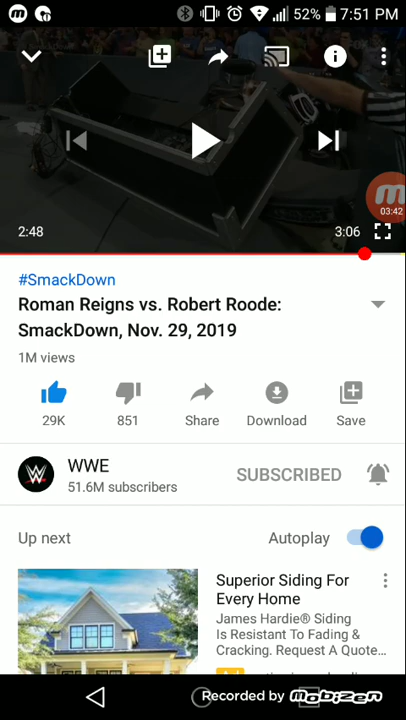 52% 7:51 PM
03:42
2:48 3:06
#SmackDown
Roman Reigns vs. Robert Roode:
SmackDown, Nov. 29, 2019
1M views
29K 851 Share Download Save
WWE
51.6M subscribers
SUBSCRIBED
Up next Autoplay
Superior Siding For
Every Home
James Hardie® Siding
Is Resistant To Fading &
Cracking. Request A Quote...
Ad
Recorded by mobizen